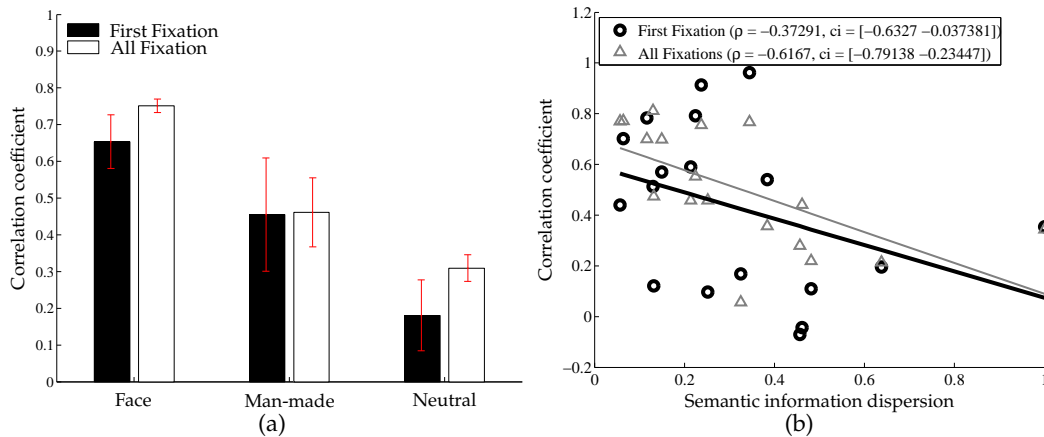 1
0.9
0.8
0.7
0.6
0.5
0.4
0.3
0.2
0.1
0
Correlation coefficient
First Fixation
All Fixation
Face Man-made Neutral
(a)
First Fixation (ρ = −0.37291, ci = [−0.6327 −0.037381])
All Fixations (ρ = −0.6167, ci = [−0.79138 −0.23447])
1.2
1
0.8
0.6
0.4
0.2
0
−0.2
Correlation coefficient
0 0.2 0.4 0.6 0.8 1
Semantic information dispersion
(b)